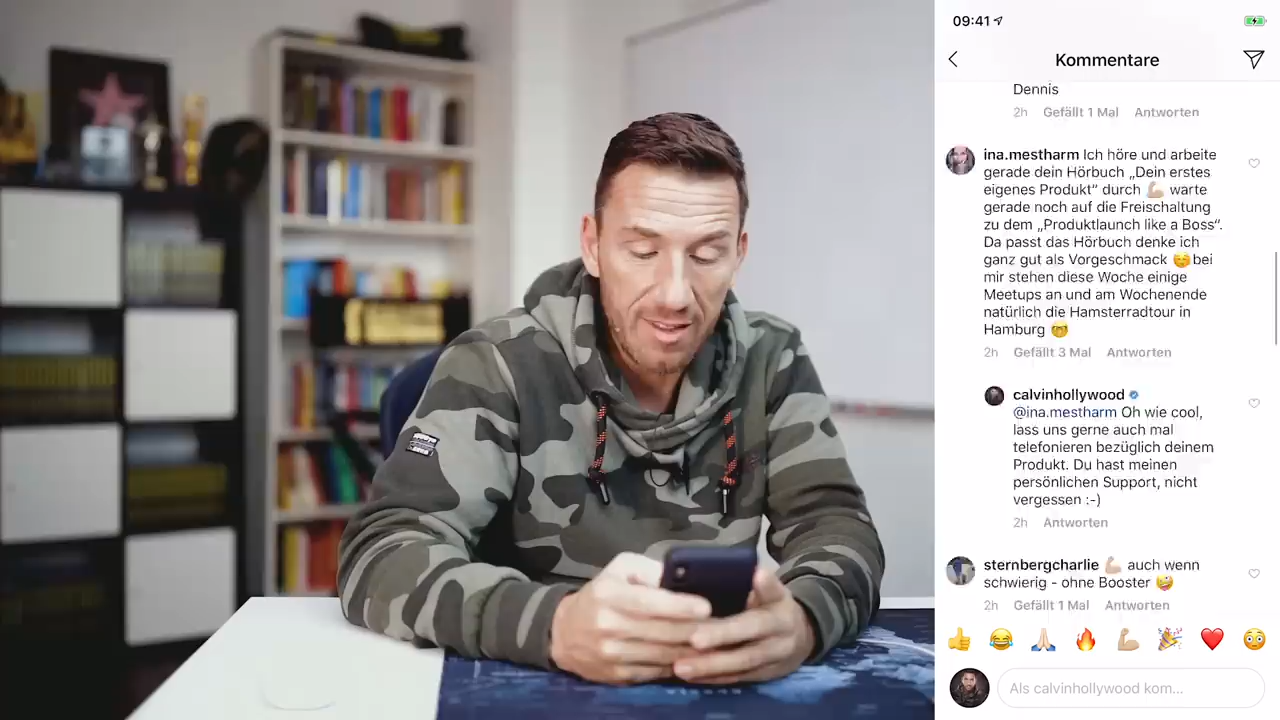 09:41
Kommentare
Dennis
2h Gefällt 1 Mal Antworten
ina.mestharm Ich höre und arbeite
gerade dein Hörbuch „Dein erstes
eigenes Produkt“ durch 💪🏼 warte
gerade noch auf die Freischaltung
zu dem „Produktlaunch like a Boss“.
Da passt das Hörbuch denke ich
ganz gut als Vorgeschmack 😋 bei
mir stehen diese Woche einige
Meetups an und am Wochenende
natürlich die Hamsterradtour in
Hamburg 🤓
2h Gefällt 3 Mal Antworten
calvinhollywood
@ina.mestharm Oh wie cool,
lass uns gerne auch mal
telefonieren bezüglich deinem
Produkt. Du hast meinen
persönlichen Support, nicht
vergessen :-)
2h Antworten
sternbergcharlie 💪🏼 auch wenn
schwierig - ohne Booster 🤪
2h Gefällt 1 Mal Antworten
👍 😂 🙏🏻 🔥 💪🏼 🎉 ❤️ 😳
Als calvinhollywood kom...